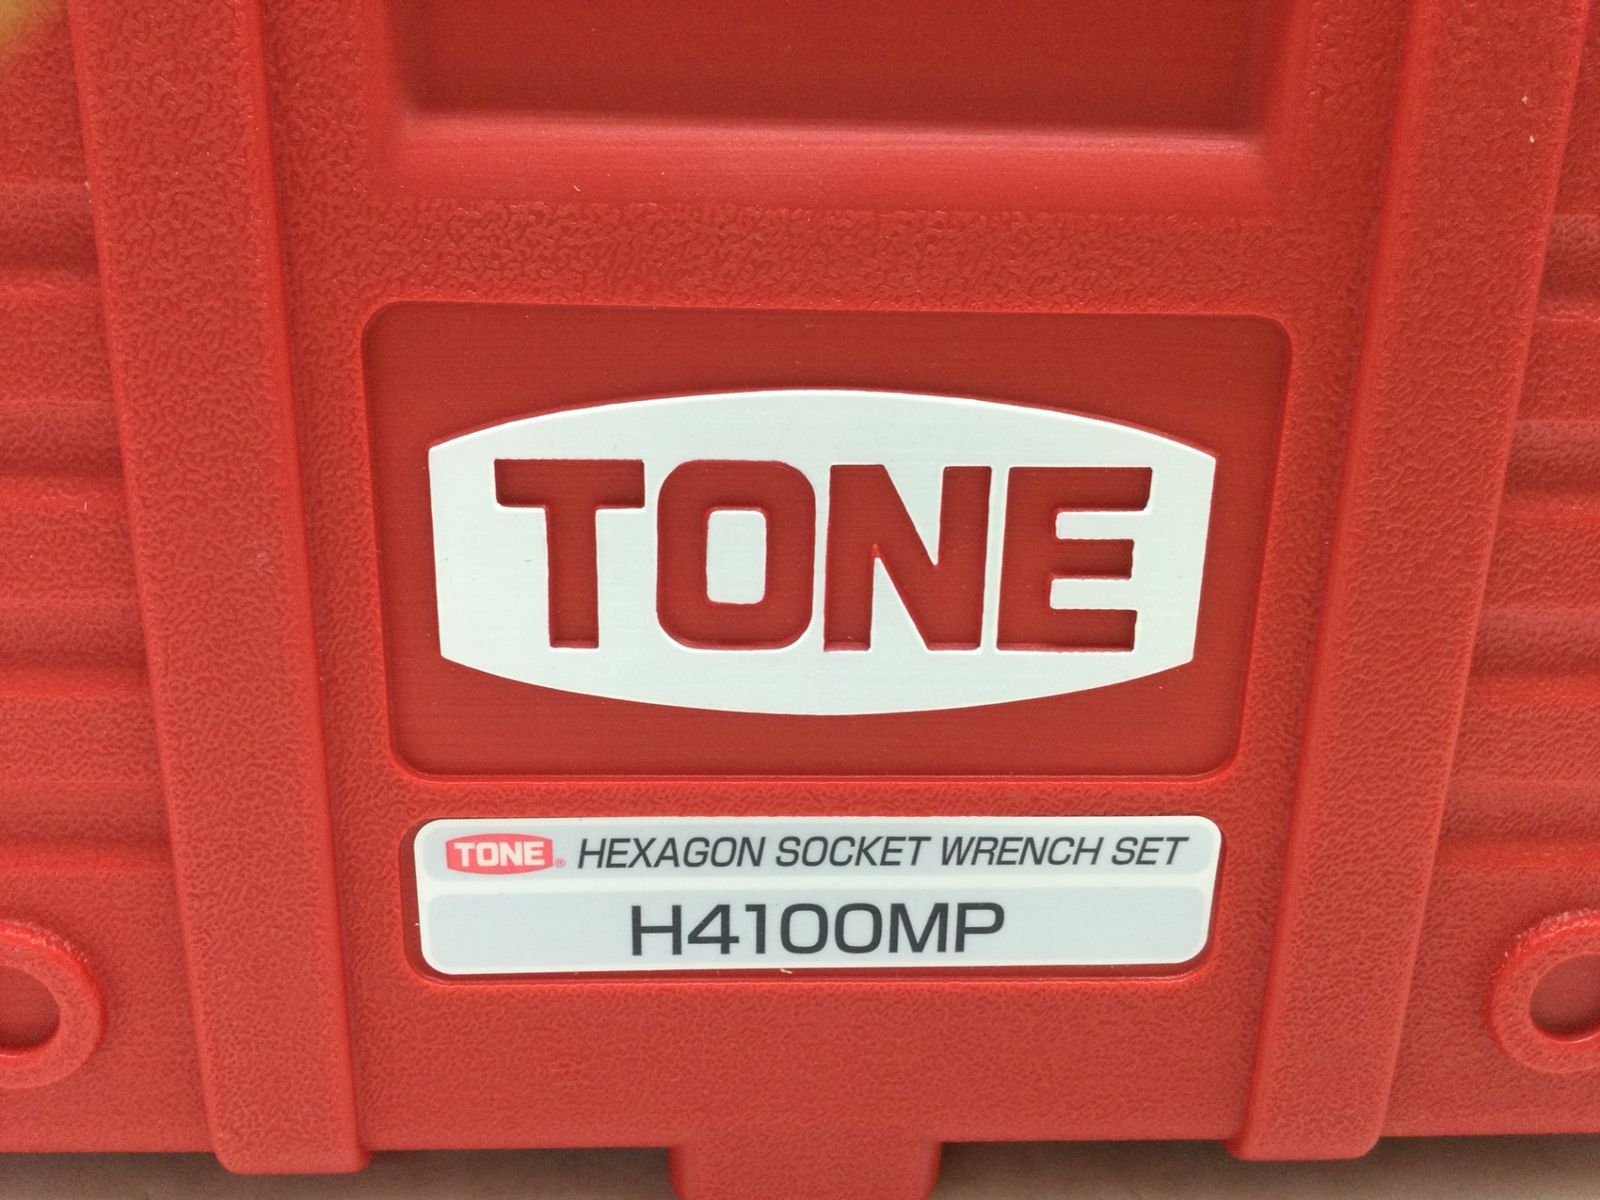 TONE
TONE® HEXAGON SOCKET WRENCH SET
H4100MP